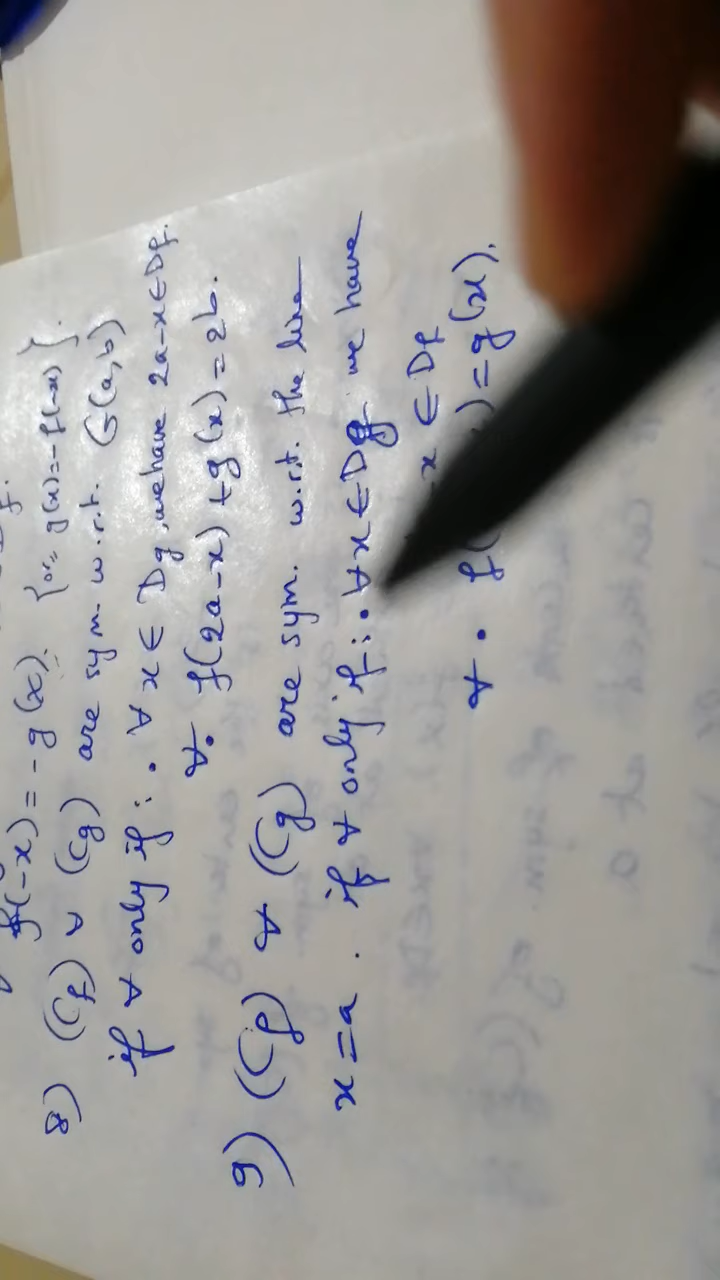 f(-x) = -g(x). {or, g(x)=-f(-x)}.
8) (Cf) & (Cg) are sym w.r.t. G(a,b)
if & only if : • ∀ x ∈ Dg, we have 2a-x ∈ Df.
& • f(2a-x) + g(x) = 2b.
9) (Cf) & (Cg) are sym. w.r.t. the line
x = a . if & only if : • ∀ x ∈ Dg we have
-x ∈ Df
& • f( ) = g(x).